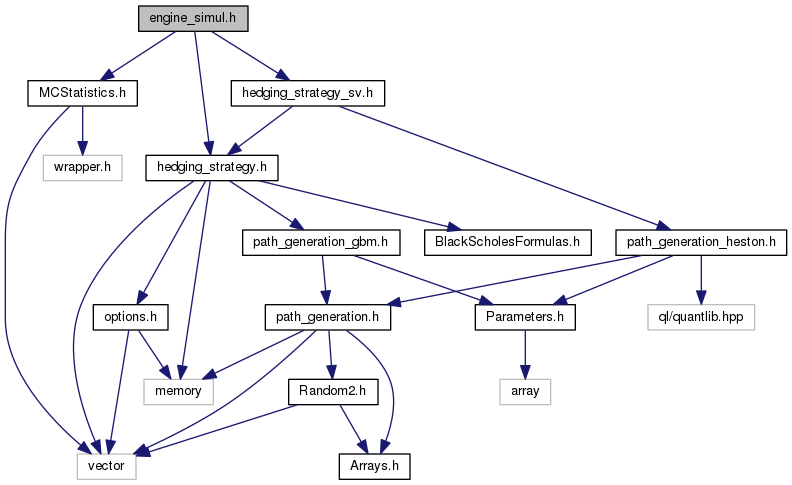 engine_simul.h
MCStatistics.h
hedging_strategy_sv.h
wrapper.h
hedging_strategy.h
path_generation_gbm.h
BlackScholesFormulas.h
path_generation_heston.h
options.h
path_generation.h
Parameters.h
ql/quantlib.hpp
memory
Random2.h
array
vector
Arrays.h